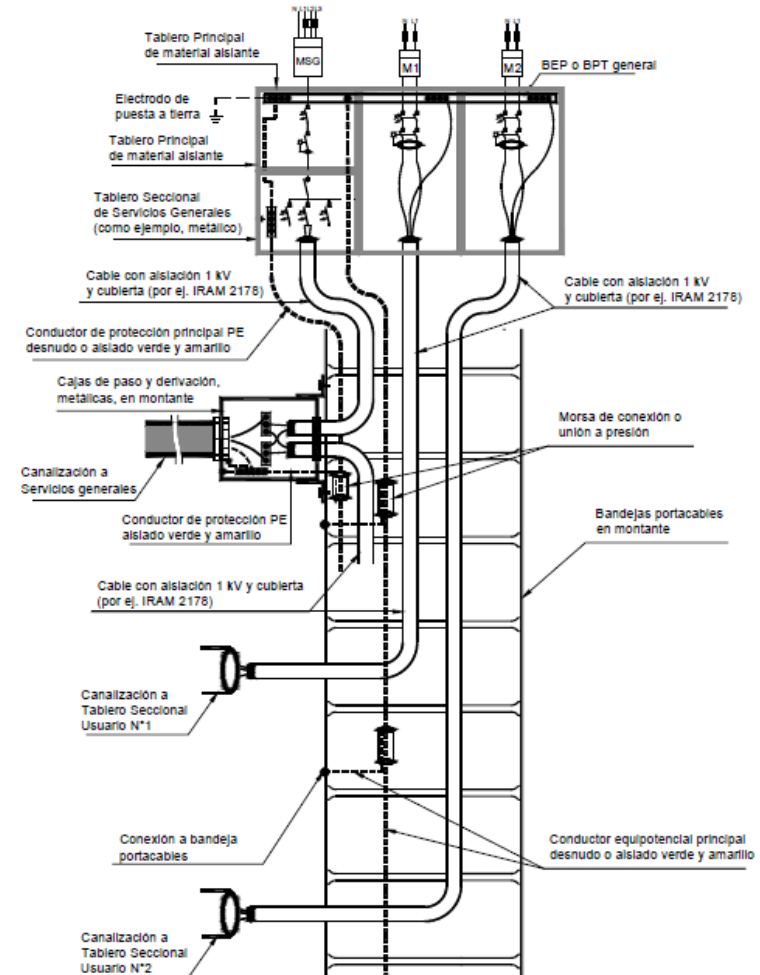 N L1L2L3
N L1
N L1
Tablero Principal
de material aislante
MSG
M1
M2
BEP o BPT general
Electrodo de
puesta a tierra
Tablero Principal
de material aislante
Tablero Seccional
de Servicios Generales
(como ejemplo, metálico)
Cable con aislación 1 kV
y cubierta (por ej. IRAM 2178)
Cable con aislación 1 kV
y cubierta (por ej. IRAM 2178)
Conductor de protección principal PE
desnudo o aislado verde y amarillo
Cajas de paso y derivación,
metálicas, en montante
Morsa de conexión o
unión a presión
Canalización a
Servicios generales
Conductor de protección PE
aislado verde y amarillo
Bandejas portacables
en montante
Cable con aislación 1 kV y cubierta
(por ej. IRAM 2178)
Canalización a
Tablero Seccional
Usuario N°1
Conexión a bandeja
portacables
Conductor equipotencial principal
desnudo o aislado verde y amarillo
Canalización a
Tablero Seccional
Usuario N°2